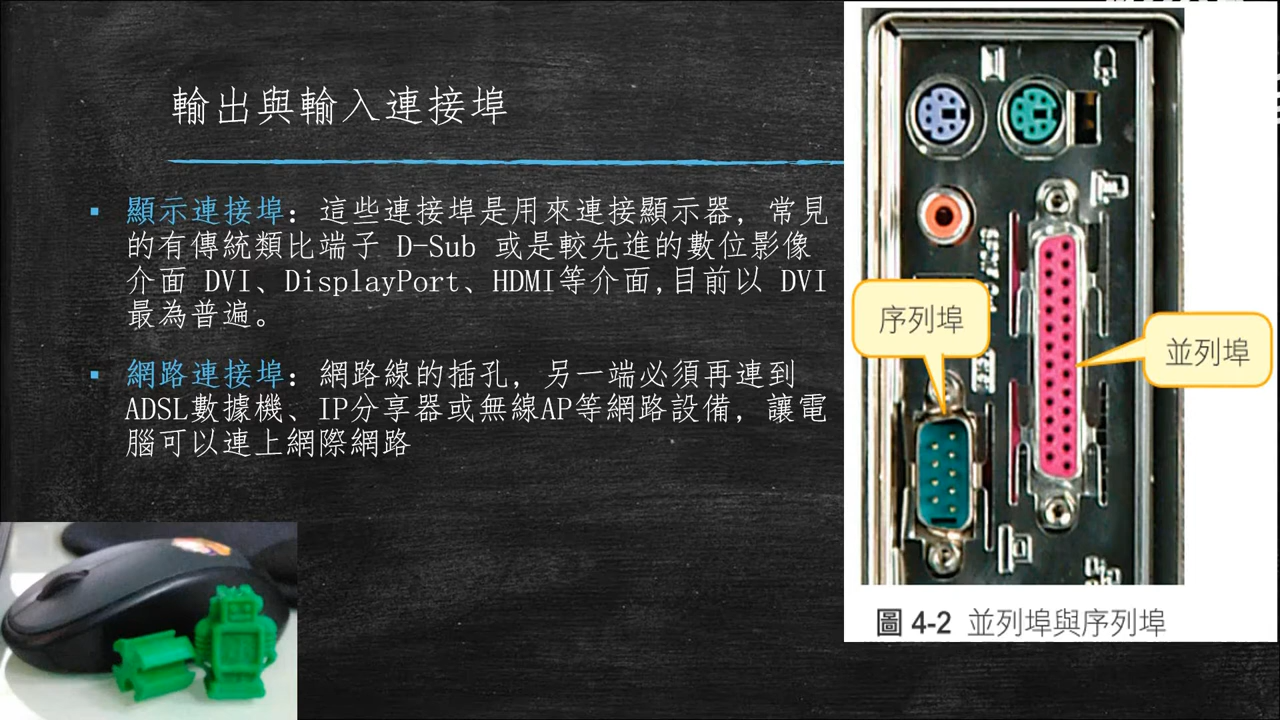 輸出與輸入連接埠
▪ 顯示連接埠：這些連接埠是用來連接顯示器，常見
的有傳統類比端子 D-Sub 或是較先進的數位影像
介面 DVI、DisplayPort、HDMI等介面,目前以 DVI
最為普遍。
▪ 網路連接埠：網路線的插孔，另一端必須再連到
ADSL數據機、IP分享器或無線AP等網路設備，讓電
腦可以連上網際網路
序列埠
並列埠
圖 4-2 並列埠與序列埠